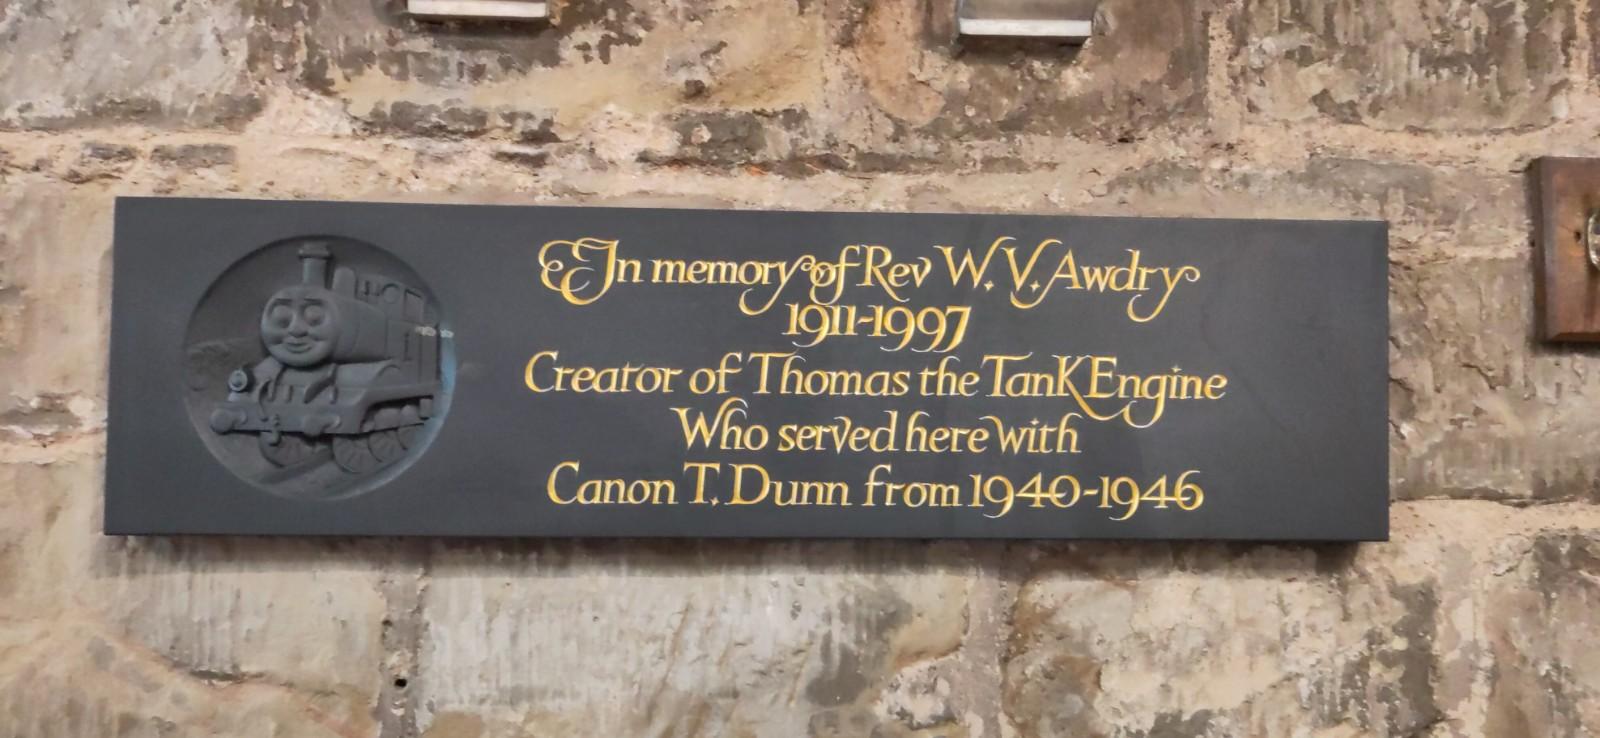 In memory of Rev W.V. Awdry
1911-1997
Creator of Thomas the Tank Engine
Who served here with
Canon T. Dunn from 1940-1946